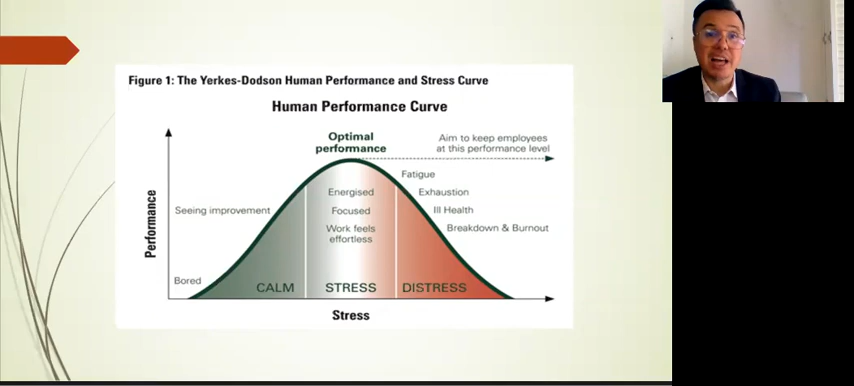 Figure 1: The Yerkes-Dodson Human Performance and Stress Curve
Human Performance Curve
Optimal
performance
Aim to keep employees
at this performance level
Fatigue
Energised
Exhaustion
Seeing improvement
Focused
Ill Health
Work feels
effortless
Breakdown & Burnout
Performance
Bored
CALM
STRESS
DISTRESS
Stress